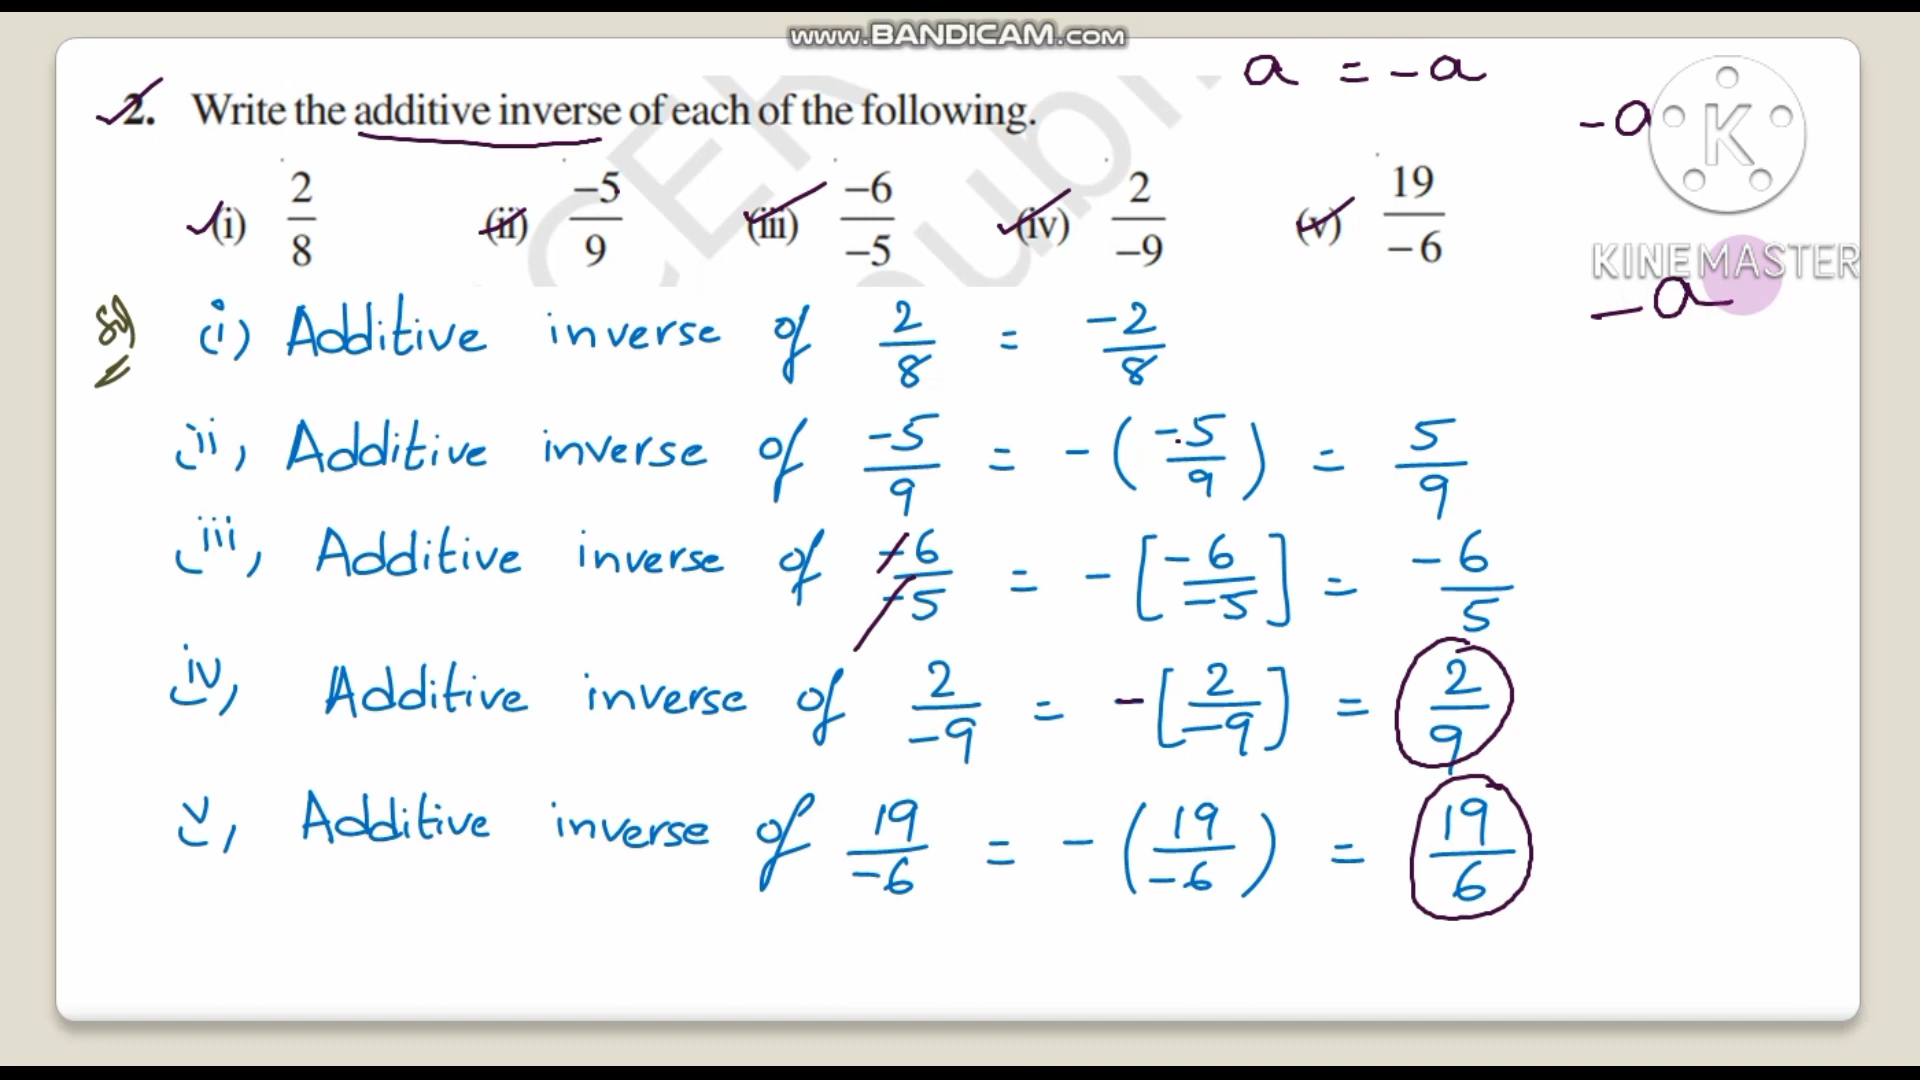 www.BANDICAM.com
a = -a
2. Write the additive inverse of each of the following.
-a
K
(i) 2/8 (ii) −5/9 (iii) −6/−5 (iv) 2/−9 (v) 19/−6
KINEMASTER
-a
Sol
(i) Additive inverse of 2/8 = -2/8
ii, Additive inverse of -5/9 = -(-5/9) = 5/9
iii, Additive inverse of -6/-5 = -[-6/-5] = -6/5
iv, Additive inverse of 2/-9 = -[2/-9] = 2/9
v, Additive inverse of 19/-6 = -(19/-6) = 19/6